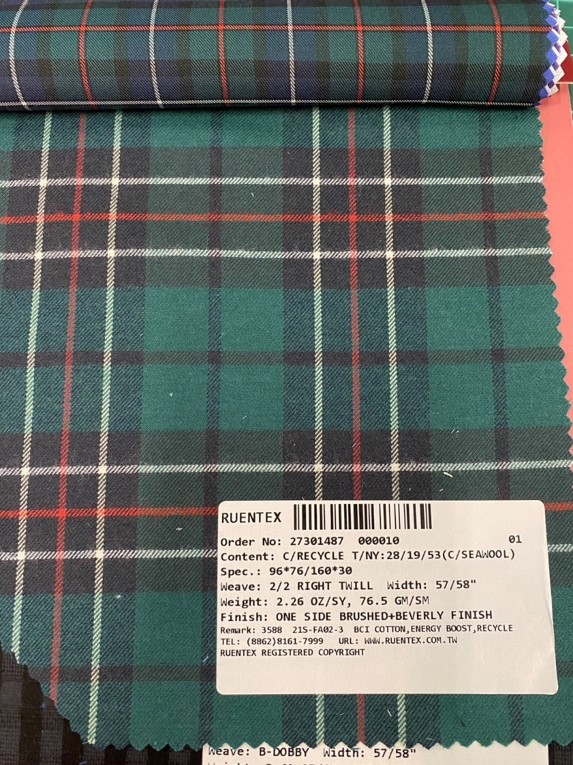 RUENTEX
Order No: 27301487 000010 01
Content: C/RECYCLE T/NY:28/19/53(C/SEAWOOL)
Spec.: 96*76/160*30
Weave: 2/2 RIGHT TWILL Width: 57/58"
Weight: 2.26 OZ/SY, 76.5 GM/SM
Finish: ONE SIDE BRUSHED+BEVERLY FINISH
Remark: 3588 21S-FA02-3 BCI COTTON,ENERGY BOOST,RECYCLE
TEL: (8862)8161-7999 URL: WWW.RUENTEX.COM.TW
RUENTEX REGISTERED COPYRIGHT
Weave: B-DOBBY Width: 57/58"